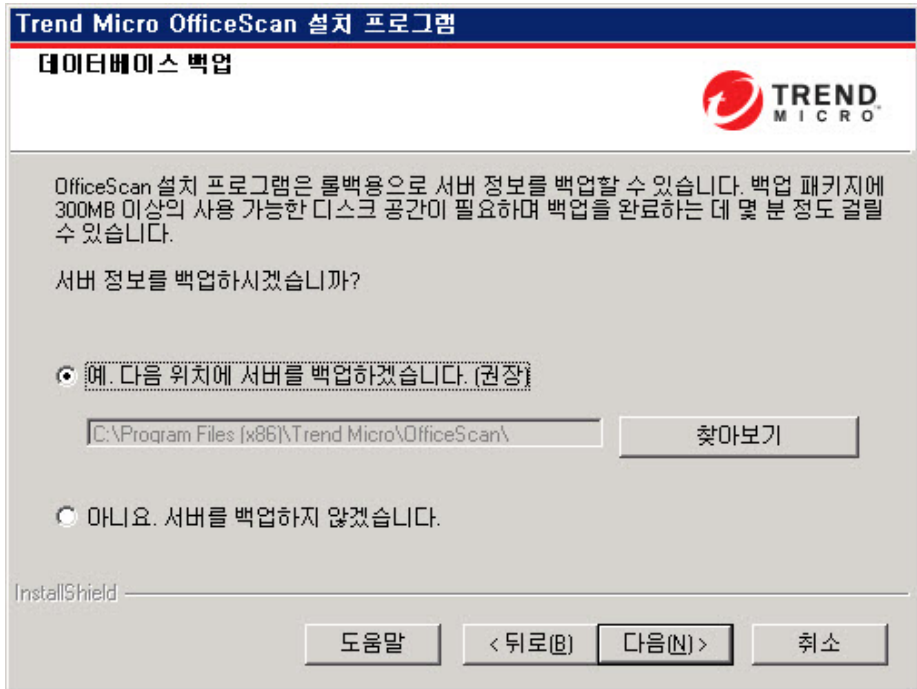 Trend Micro OfficeScan 설치 프로그램
데이터베이스 백업
TREND
MICRO
OfficeScan 설치 프로그램은 롤백용으로 서버 정보를 백업할 수 있습니다. 백업 패키지에
300MB 이상의 사용 가능한 디스크 공간이 필요하며 백업을 완료하는 데 몇 분 정도 걸릴
수 있습니다.
서버 정보를 백업하시겠습니까?
예. 다음 위치에 서버를 백업하겠습니다. (권장)
C:\Program Files (x86)\Trend Micro\OfficeScan\
찾아보기
아니요. 서버를 백업하지 않겠습니다.
InstallShield
도움말
< 뒤로(B)
다음(N) >
취소